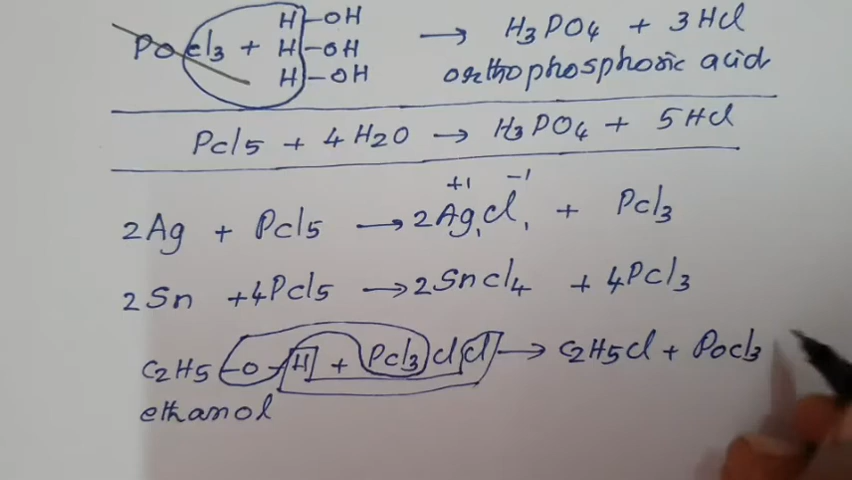 H-OH
POCl3 + H-OH → H3PO4 + 3HCl
H-OH orthophosphoric acid
PCl5 + 4H2O → H3PO4 + 5HCl
+1 -1
2Ag + PCl5 → 2Ag1Cl1 + PCl3
2Sn + 4PCl5 → 2SnCl4 + 4PCl3
C2H5-O-H + PCl3ClCl → C2H5Cl + POCl3
ethanol